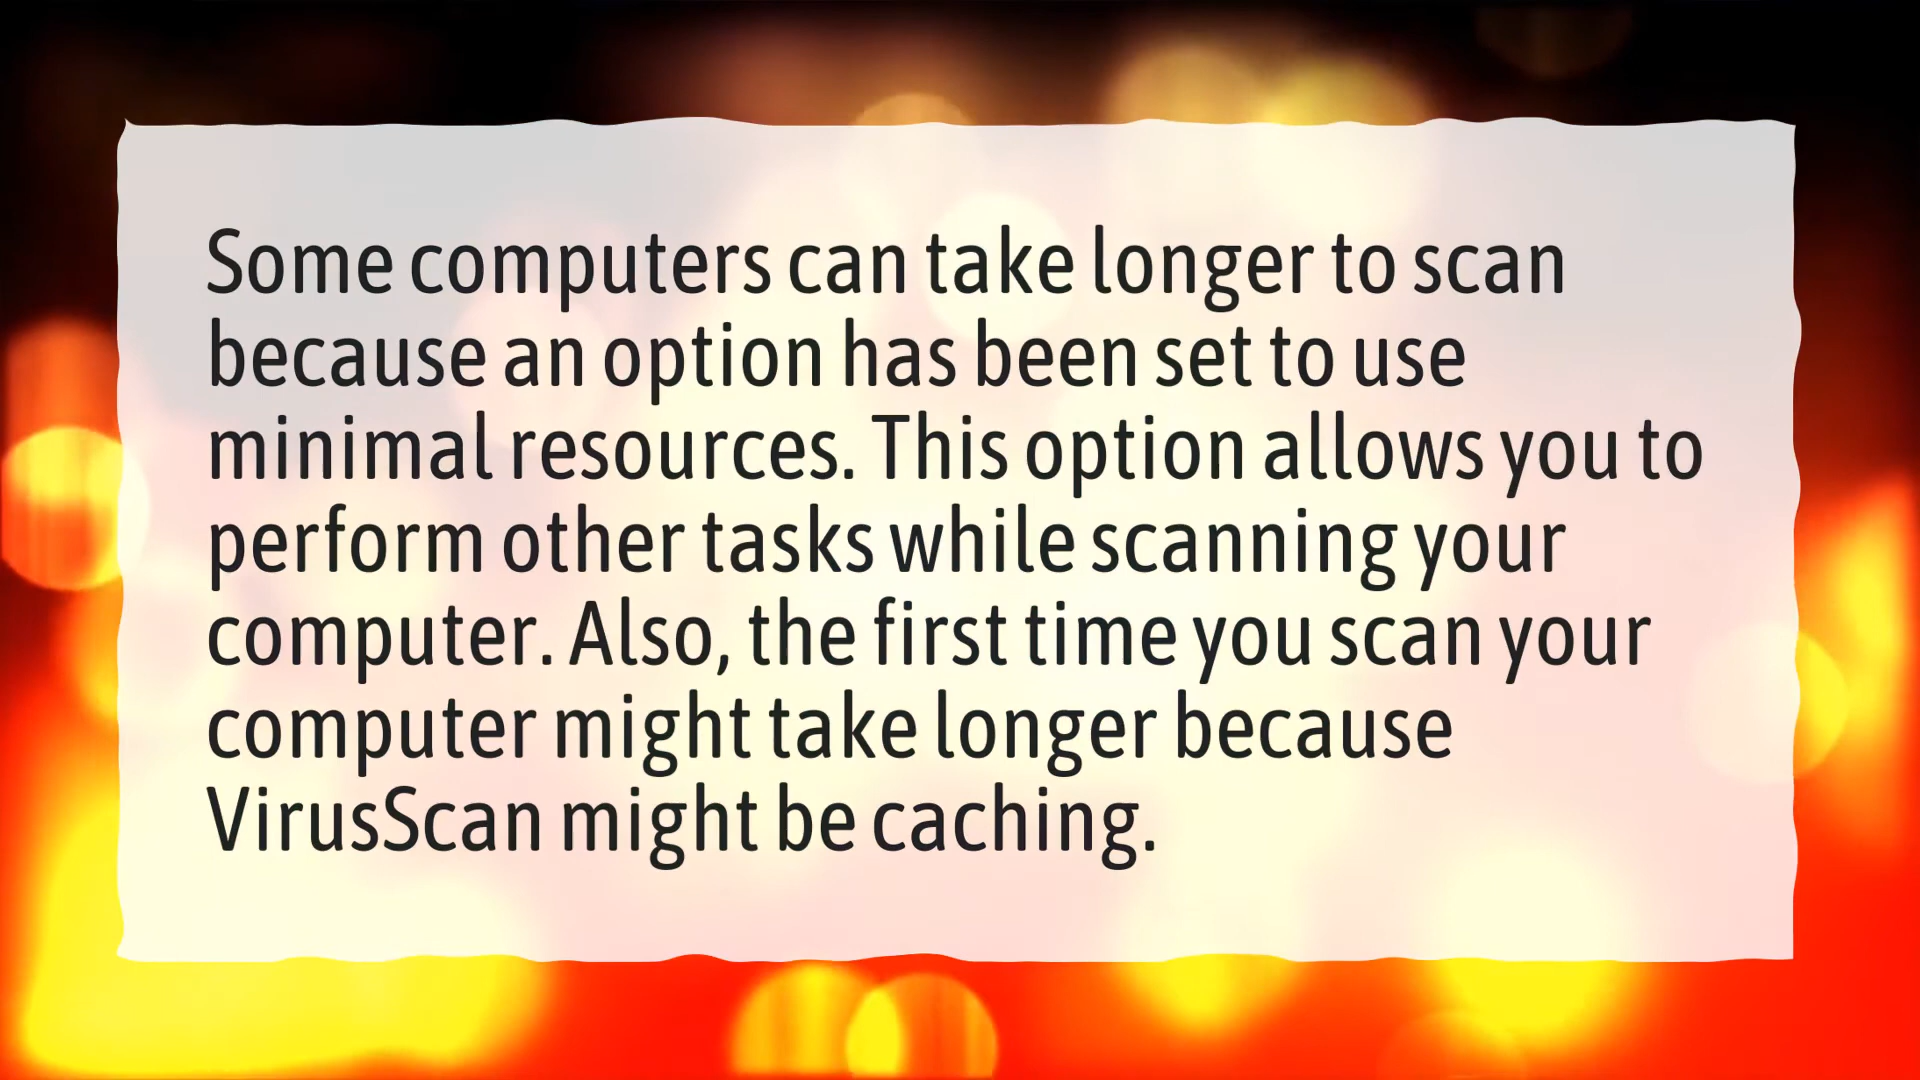 Some computers can take longer to scan
because an option has been set to use
minimal resources. This option allows you to
perform other tasks while scanning your
computer. Also, the first time you scan your
computer might take longer because
VirusScan might be caching.